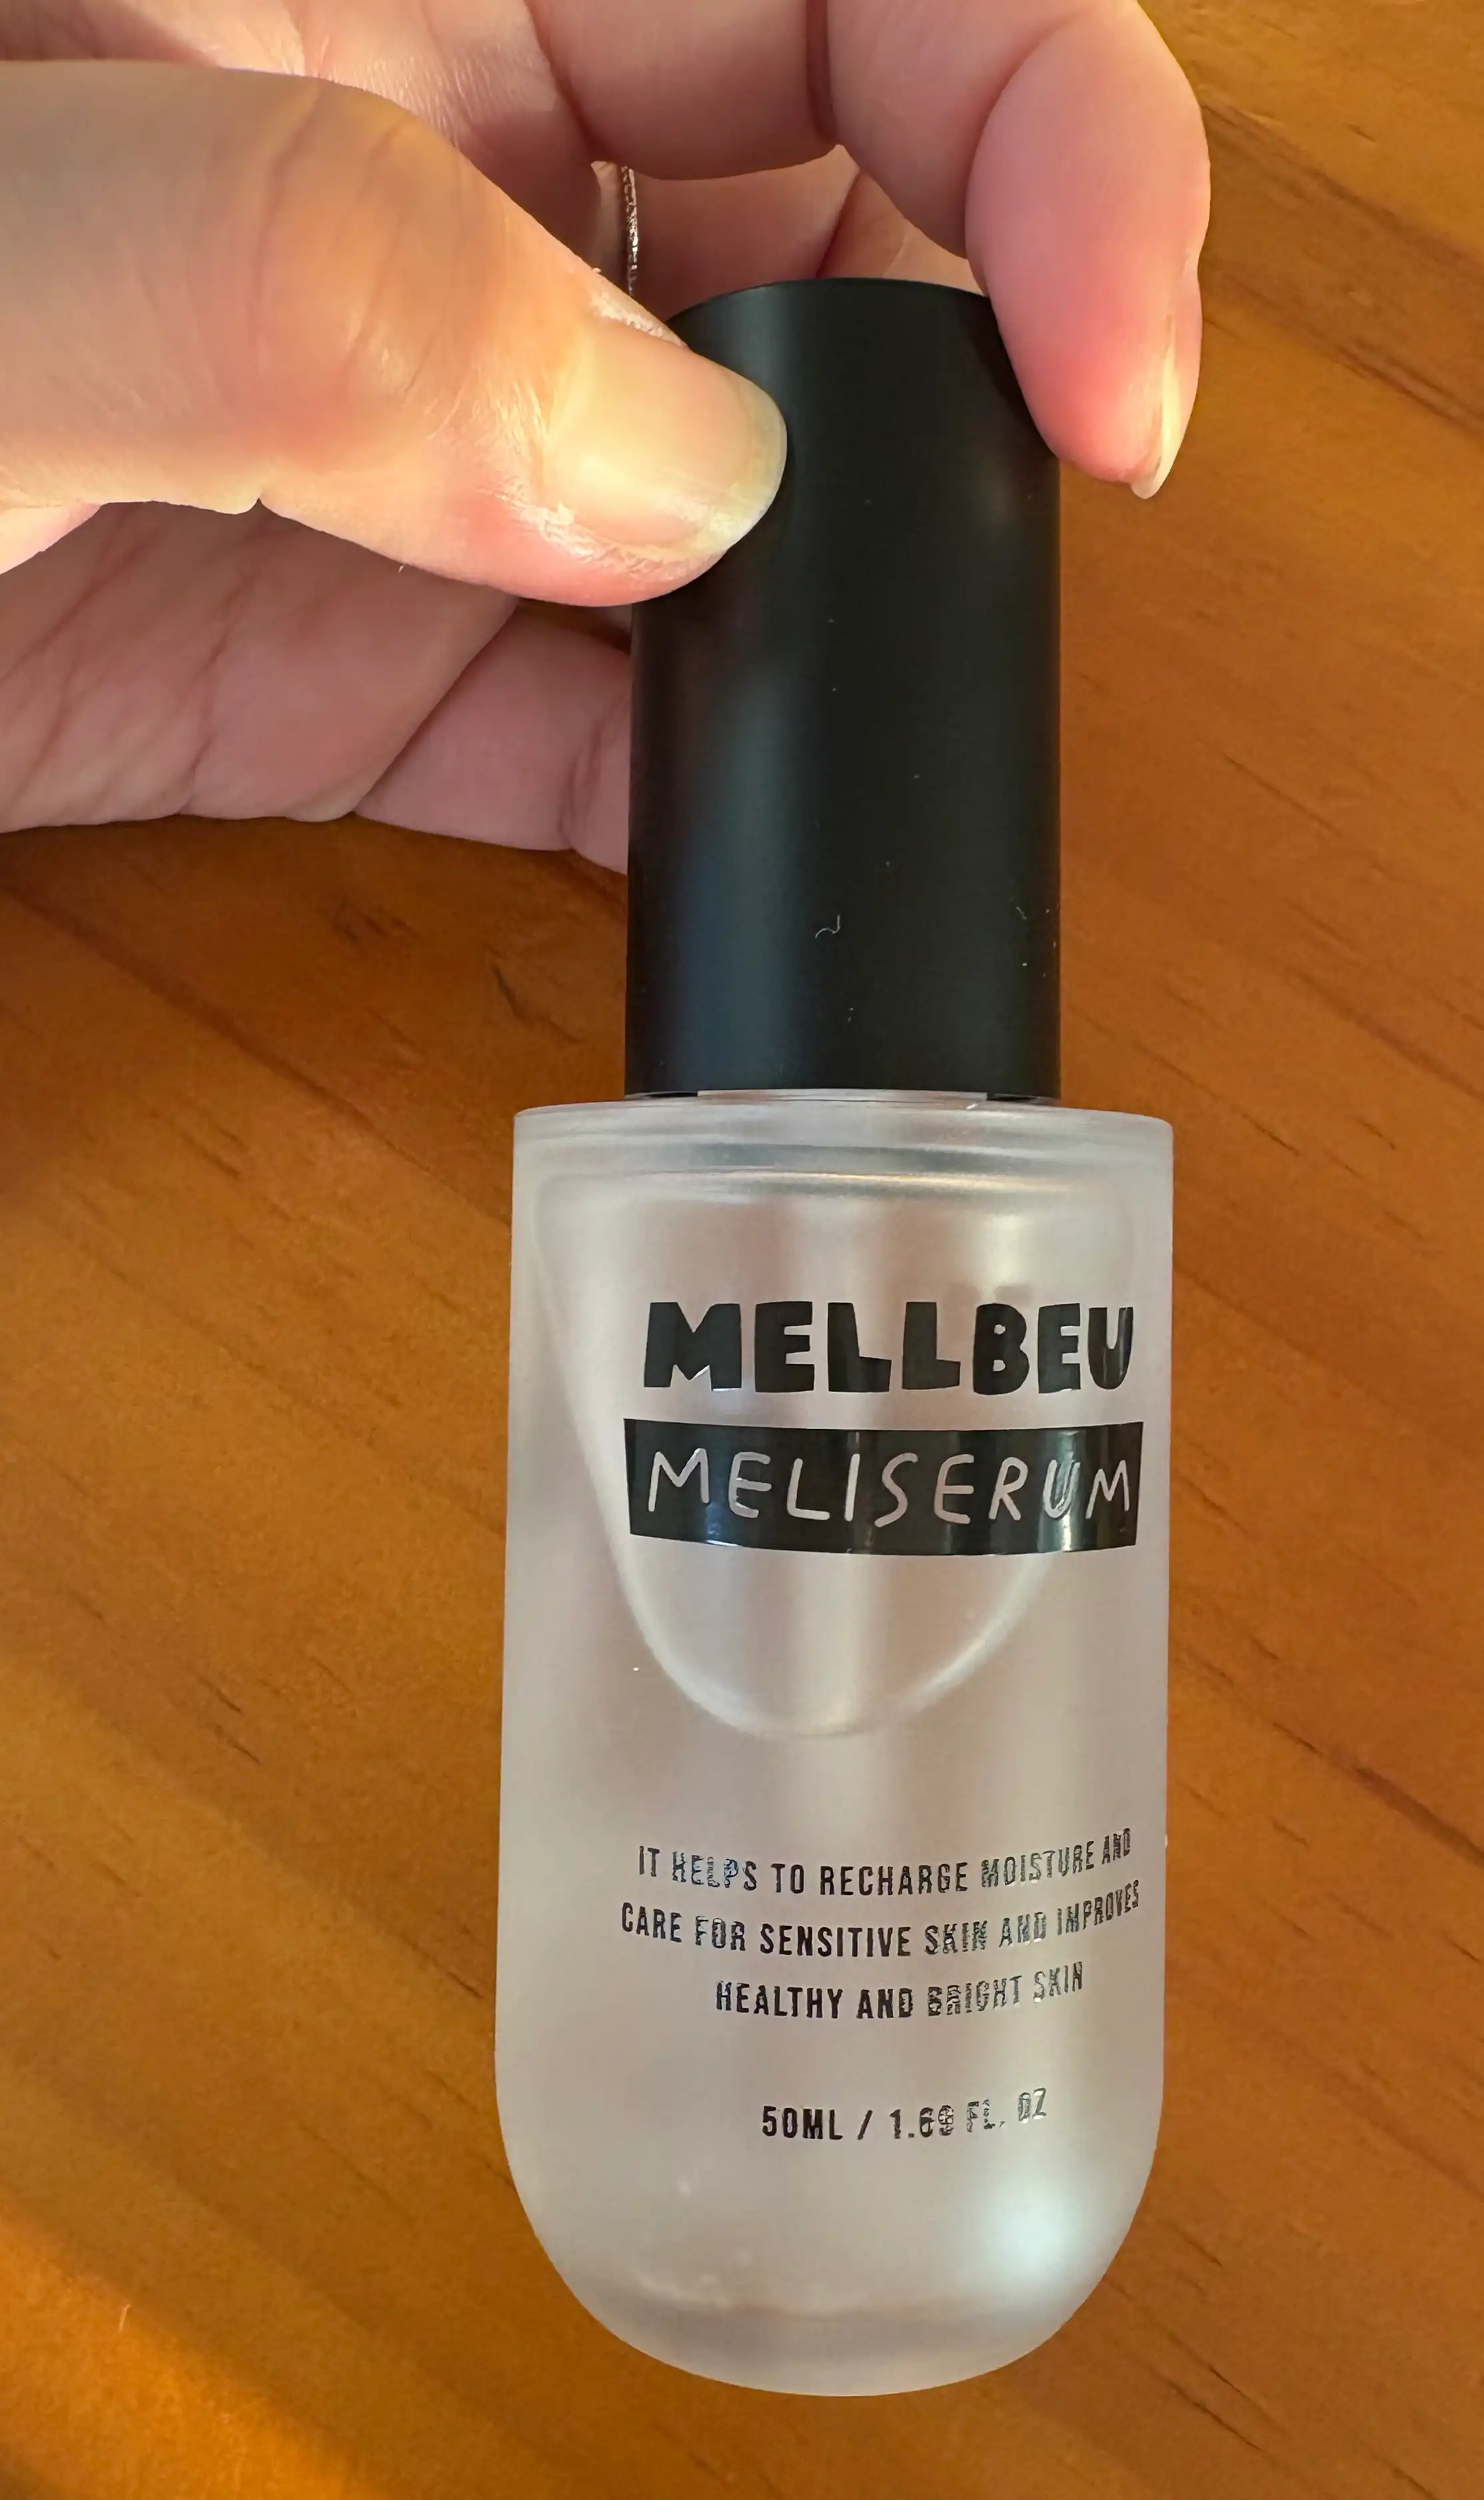 MELLBEU
MELISERUM
IT HELPS TO RECHARGE MOISTURE AND
CARE FOR SENSITIVE SKIN AND IMPROVES
HEALTHY AND BRIGHT SKIN
50ML / 1.69 FL. OZ